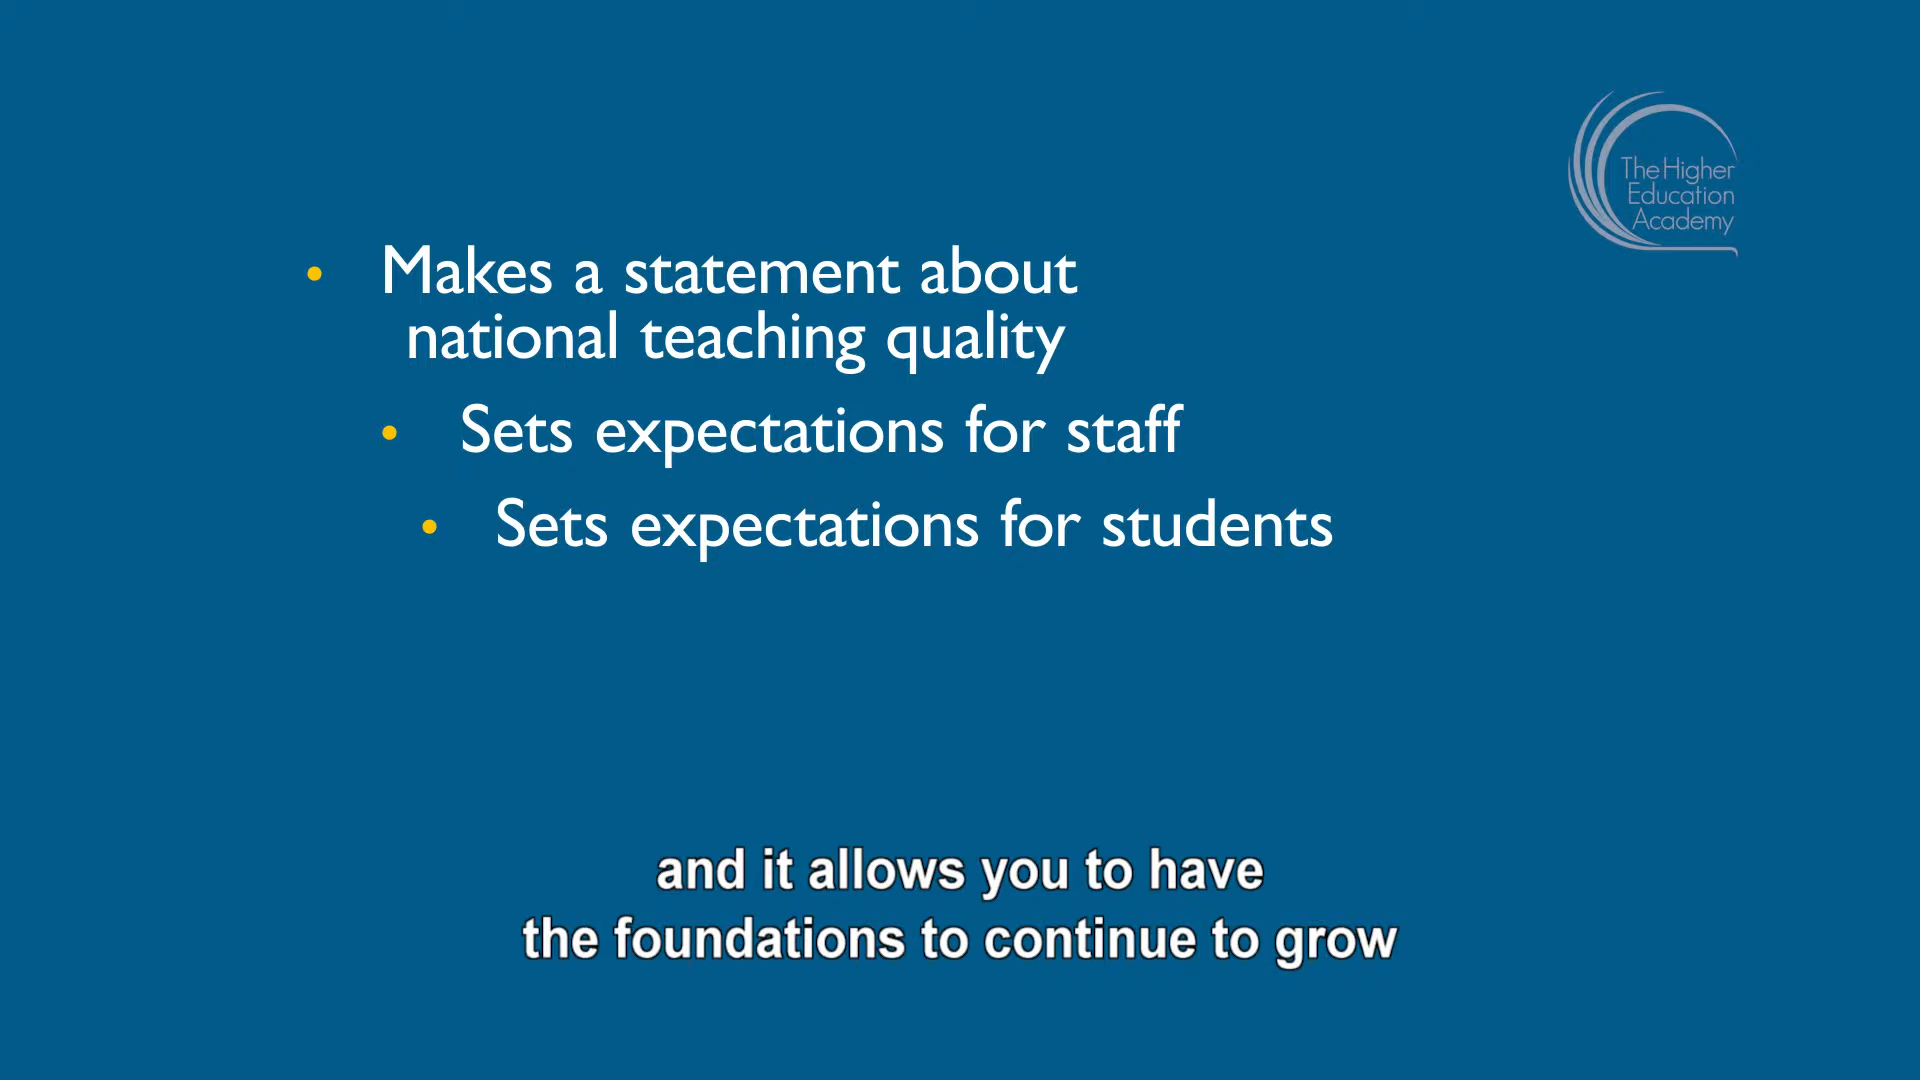 The Higher
Education
Academy
• Makes a statement about
national teaching quality
• Sets expectations for staff
• Sets expectations for students
and it allows you to have
the foundations to continue to grow